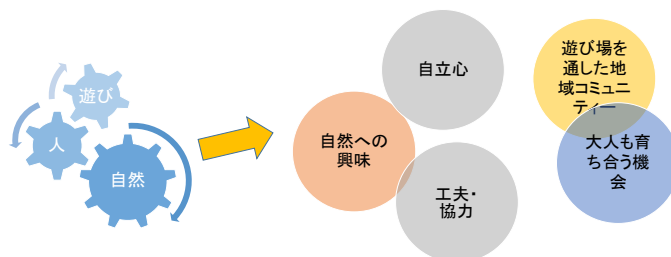 遊び
人
自然
自立心
自然への
興味
工夫・
協力
遊び場を
通した地
域コミュニ
ティー
大人も育
ち合う機
会